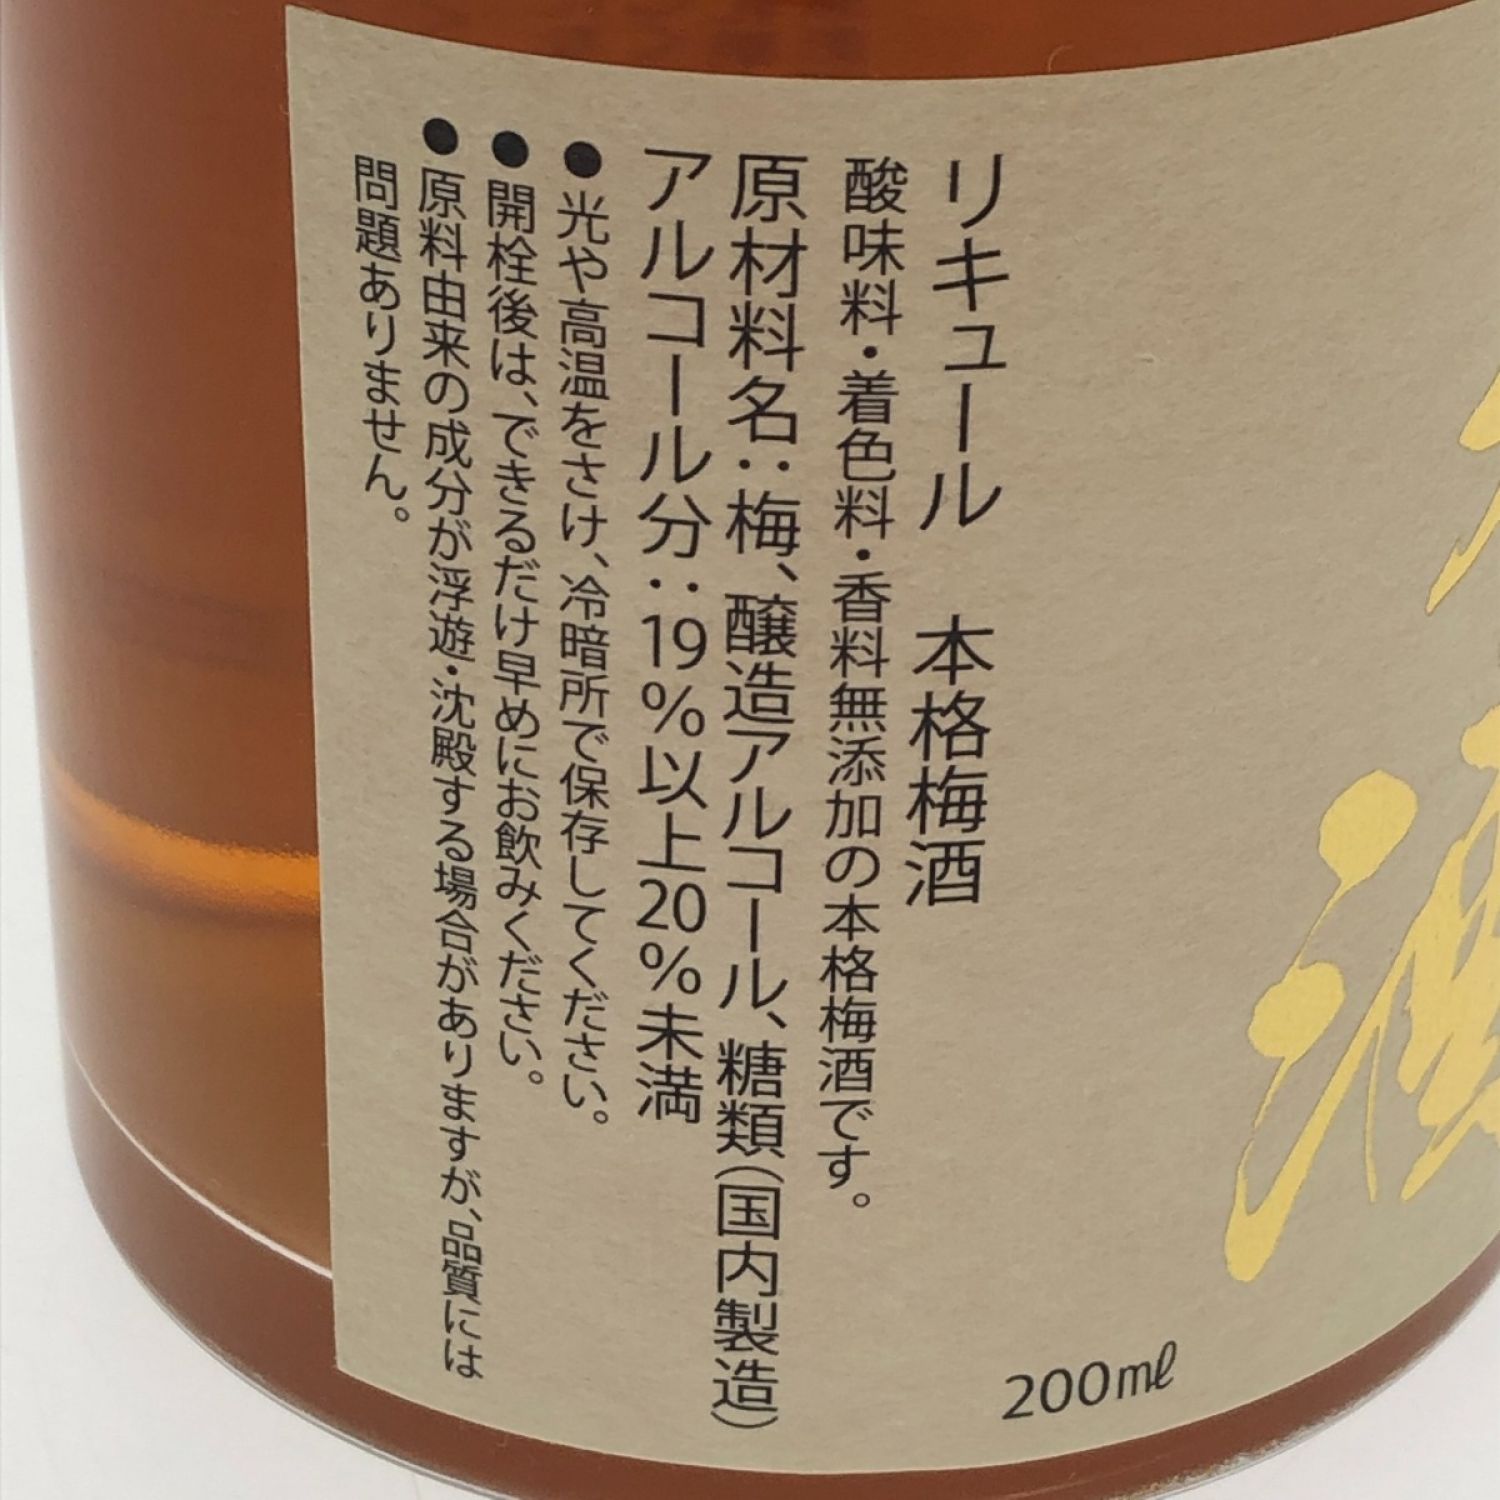 酒
200ml
リキュール 本格梅酒
酸味料・着色料・香料無添加の本格梅酒です。
原材料名:梅、醸造アルコール、糖類(国内製造)
アルコール分:19%以上20%未満
●光や高温をさけ、冷暗所で保存してください。
●開栓後は、できるだけ早めにお飲みください。
●原料由来の成分が浮遊・沈殿する場合がありますが、品質には
問題ありません。